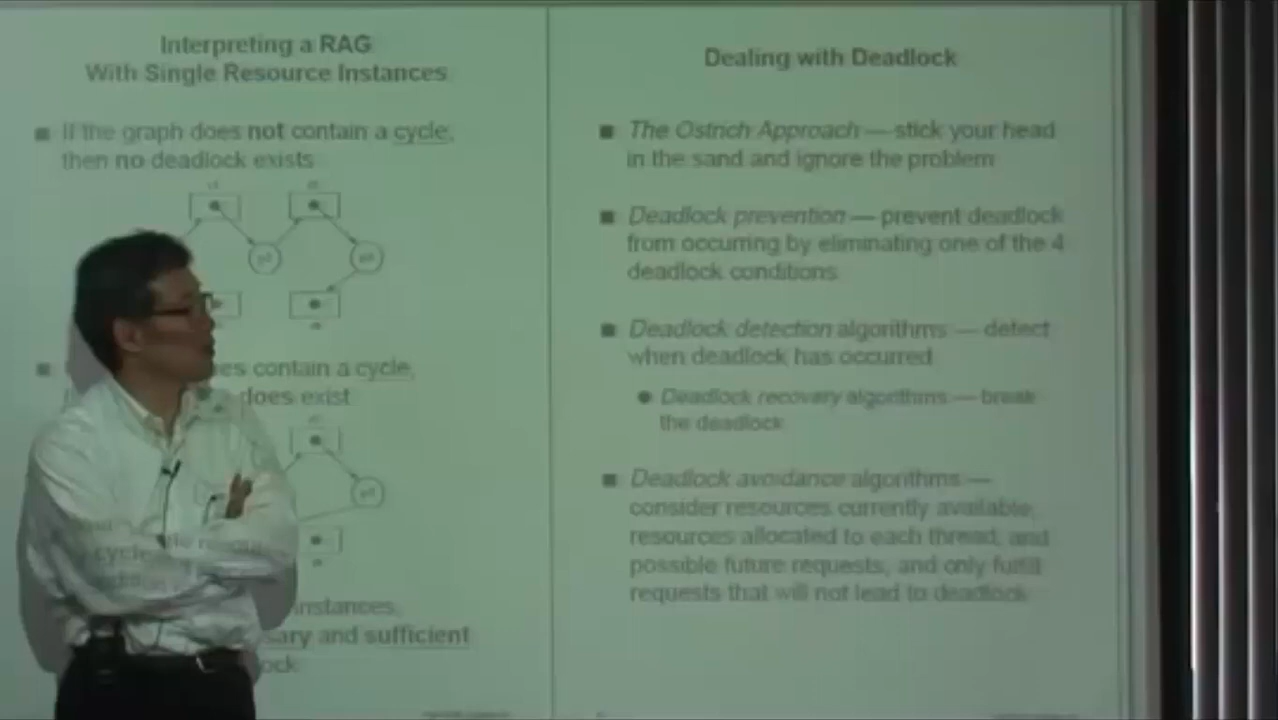 Interpreting a RAG
With Single Resource Instances
If the graph does not contain a cycle,
then no deadlock exists
es contain a cycle,
does exist
cycle
instances,
sary and sufficient
ock
Dealing with Deadlock
The Ostrich Approach — stick your head
in the sand and ignore the problem
Deadlock prevention — prevent deadlock
from occurring by eliminating one of the 4
deadlock conditions
Deadlock detection algorithms — detect
when deadlock has occurred
Deadlock recovery algorithms — break
the deadlock
Deadlock avoidance algorithms —
consider resources currently available,
resources allocated to each thread, and
possible future requests, and only fulfill
requests that will not lead to deadlock